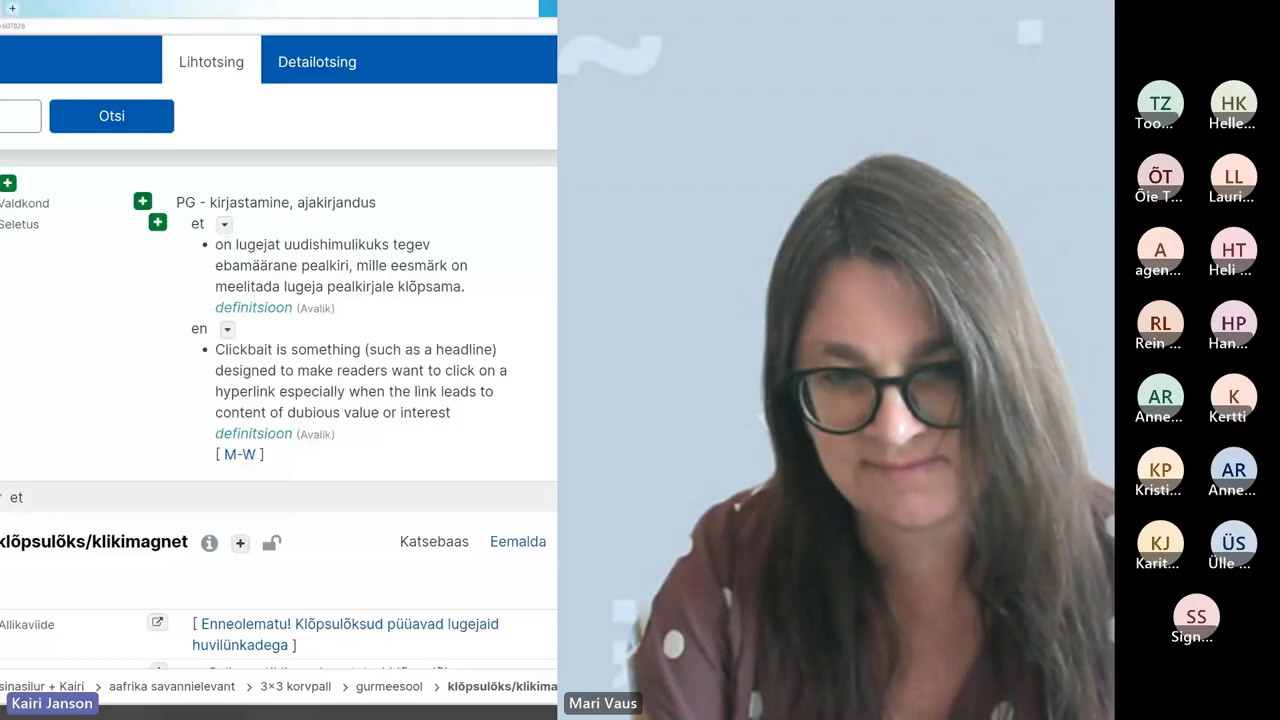 Lihtotsing
Detailotsing
Otsi
Valdkond
PG - kirjastamine, ajakirjandus
Seletus
et
• on lugejat uudishimulikuks tegev
ebamäärane pealkiri, mille eesmärk on
meelitada lugeja pealkirjale klõpsama.
definitsioon (Avalik)
en
• Clickbait is something (such as a headline)
designed to make readers want to click on a
hyperlink especially when the link leads to
content of dubious value or interest
definitsioon (Avalik)
[ M-W ]
et
klõpsulõks/klikimagnet
Katsebaas
Eemalda
Allikaviide
[ Enneolematu! Klõpsulõksud püüavad lugejaid
huvilünkadega ]
sinasilur + Kairi > aafrika savannielevant > 3×3 korvpall > gurmeesool > klõpsulõks/klikima
Kairi Janson
Mari Vaus
TZ
Too...
HK
Helle...
ÕT
Õie T...
LL
Lauri...
A
agen...
HT
Heli ...
RL
Rein ...
HP
Han...
AR
Anne...
K
Kertti
KP
Kristi...
AR
Anne...
KJ
Karit...
ÜS
Ülle ...
SS
Sign...